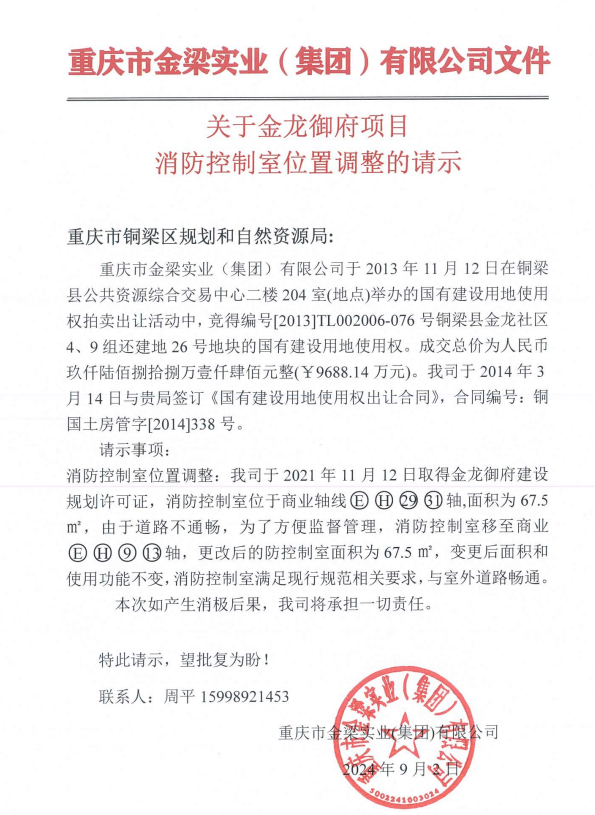 重庆市金梁实业（集团）有限公司文件
关于金龙御府项目
消防控制室位置调整的请示
重庆市铜梁区规划和自然资源局:
重庆市金梁实业（集团）有限公司于 2013 年 11 月 12 日在铜梁
县公共资源综合交易中心二楼 204 室(地点)举办的国有建设用地使用
权拍卖出让活动中，竞得编号[2013]TL002006-076 号铜梁县金龙社区
4、9 组还建地 26 号地块的国有建设用地使用权。成交总价为人民币
玖仟陆佰捌拾捌万壹仟肆佰元整(￥9688.14 万元)。我司于 2014 年 3
月 14 日与贵局签订《国有建设用地使用权出让合同》，合同编号：铜
国土房管字[2014]338 号。
请示事项：
消防控制室位置调整：我司于 2021 年 11 月 12 日取得金龙御府建设
规划许可证，消防控制室位于商业轴线Ⓔ Ⓗ ㉙ ㉛轴,面积为 67.5
㎡，由于道路不通畅，为了方便监督管理，消防控制室移至商业
Ⓔ Ⓗ ⑨ ⑬轴，更改后的防控制室面积为 67.5 ㎡，变更后面积和
使用功能不变，消防控制室满足现行规范相关要求，与室外道路畅通。
本次如产生消极后果，我司将承担一切责任。
特此请示，望批复为盼！
联系人：周平 15998921453
重庆市金梁实业(集团)有限公司
2024 年 9 月 2 日
重庆市金梁实业（集团）有限公司
5002241003024